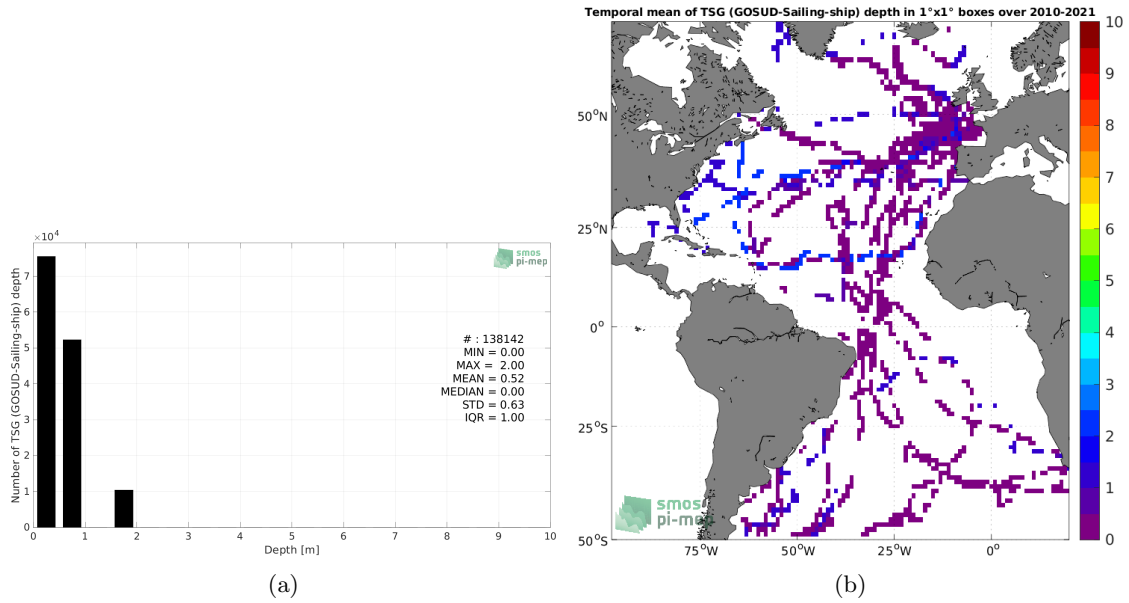 ×10⁴
7
6
5
4
3
2
1
0
Number of TSG (GOSUD-Sailing-ship) depth
smos
pi-mep
# : 138142
MIN = 0.00
MAX = 2.00
MEAN = 0.52
MEDIAN = 0.00
STD = 0.63
IQR = 1.00
0 1 2 3 4 5 6 7 8 9 10
Depth [m]
(a)
Temporal mean of TSG (GOSUD-Sailing-ship) depth in 1°x1° boxes over 2010-2021
50°N
25°N
0°
25°S
50°S
smos
pi-mep
75°W 50°W 25°W 0°
10
9
8
7
6
5
4
3
2
1
0
(b)